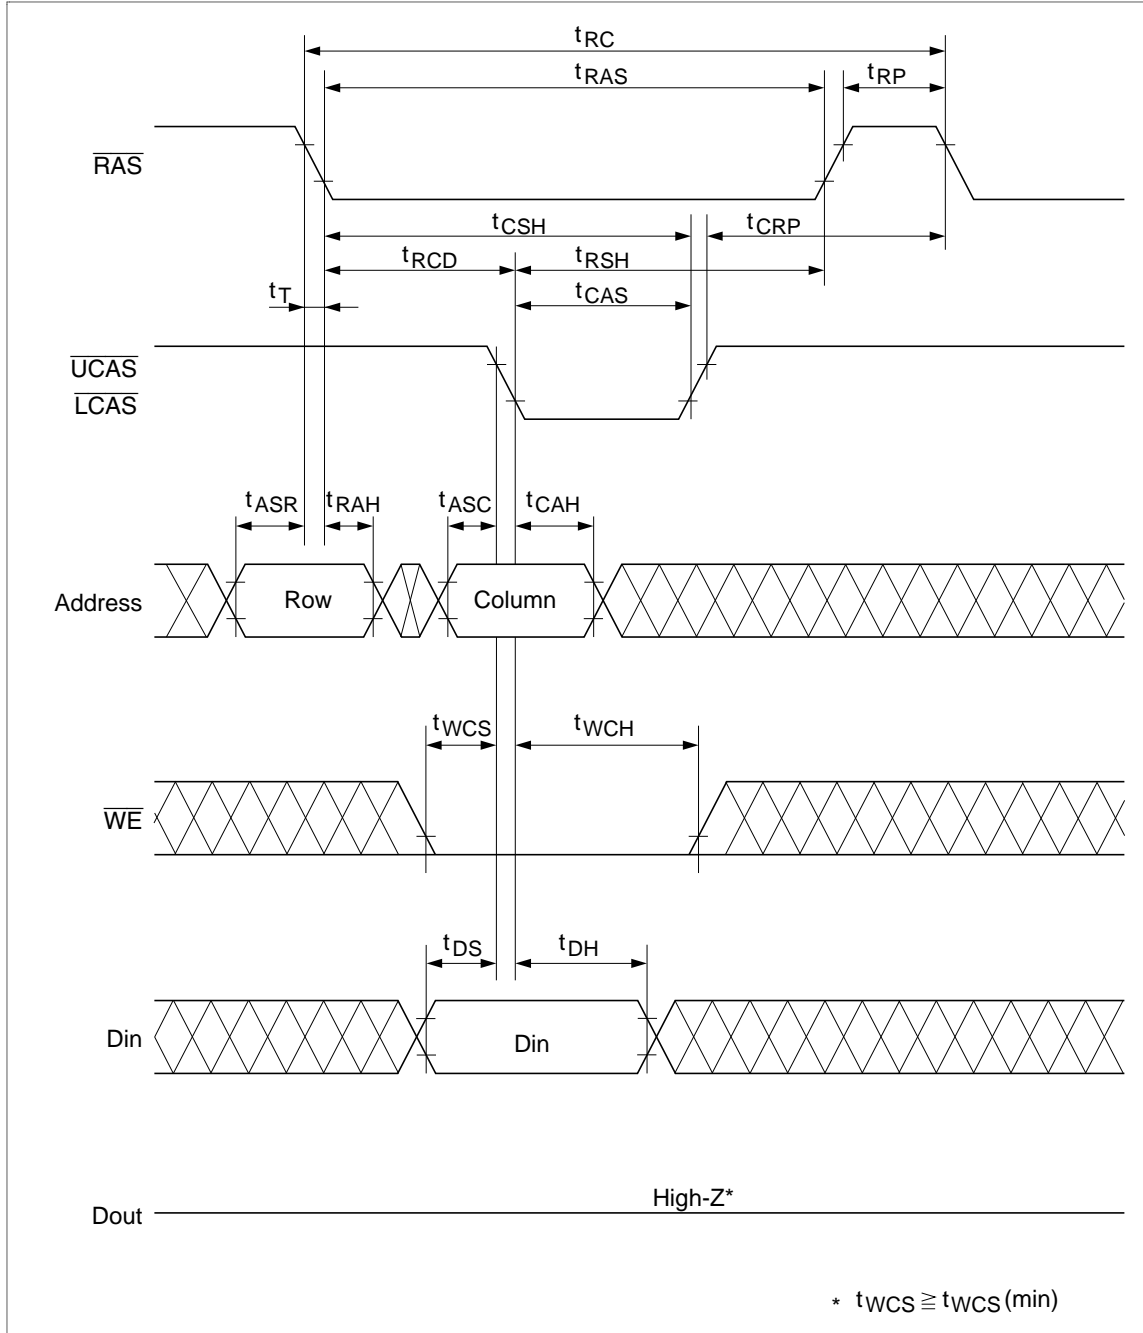 tRC
tRAS
tRP
RAS
tCSH
tCRP
tRCD
tRSH
tT
tCAS
UCAS
LCAS
tASR
tRAH
tASC
tCAH
Address
Row
Column
tWCS
tWCH
WE
tDS
tDH
Din
Din
High-Z*
Dout
* tWCS ≧ tWCS(min)